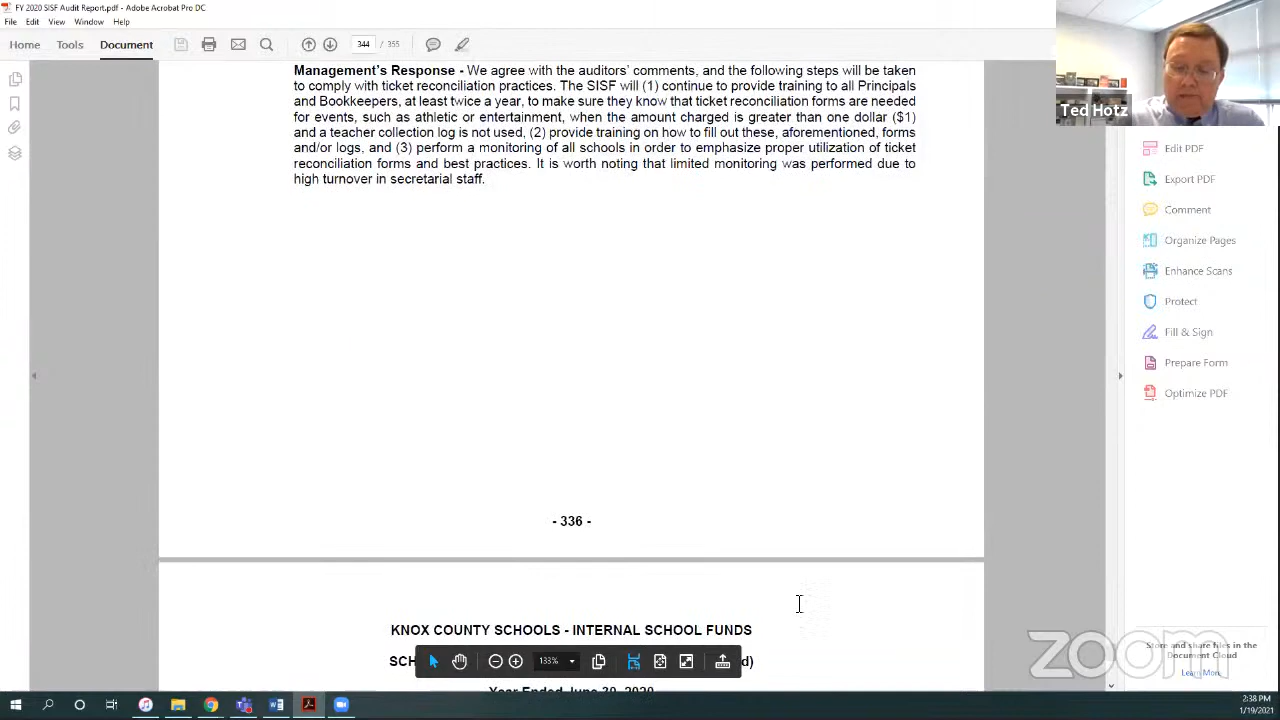 FY 2020 SISF Audit Report.pdf - Adobe Acrobat Pro DC
File Edit View Window Help
Home Tools Document 344 / 355
Management's Response - We agree with the auditors' comments, and the following steps will be taken
to comply with ticket reconciliation practices. The SISF will (1) continue to provide training to all Principals
and Bookkeepers, at least twice a year, to make sure they know that ticket reconciliation forms are needed
for events, such as athletic or entertainment, when the amount charged is greater than one dollar ($1)
and a teacher collection log is not used, (2) provide training on how to fill out these, aforementioned, forms
and/or logs, and (3) perform a monitoring of all schools in order to emphasize proper utilization of ticket
reconciliation forms and best practices. It is worth noting that limited monitoring was performed due to
high turnover in secretarial staff.
- 336 -
KNOX COUNTY SCHOOLS - INTERNAL SCHOOL FUNDS
SCH d)
Year Ended June 30, 2020
133%
Ted Hotz
Edit PDF
Export PDF
Comment
Organize Pages
Enhance Scans
Protect
Fill & Sign
Prepare Form
Optimize PDF
Store and share files in the
Document Cloud
Learn More
zoom
2:38 PM
1/19/2021